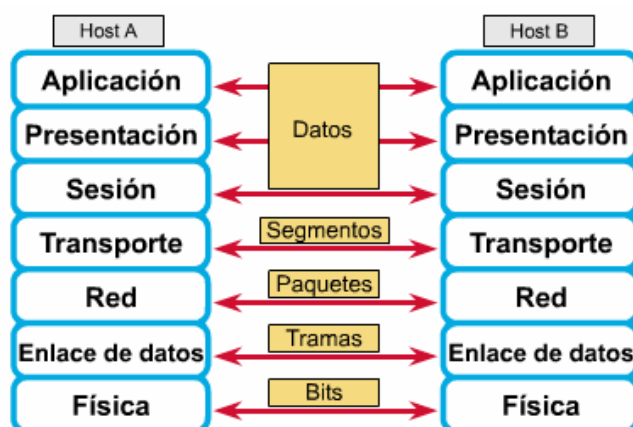 Host A
Host B
Aplicación
Aplicación
Presentación
Datos
Presentación
Sesión
Sesión
Segmentos
Transporte
Transporte
Paquetes
Red
Red
Tramas
Enlace de datos
Enlace de datos
Bits
Física
Física